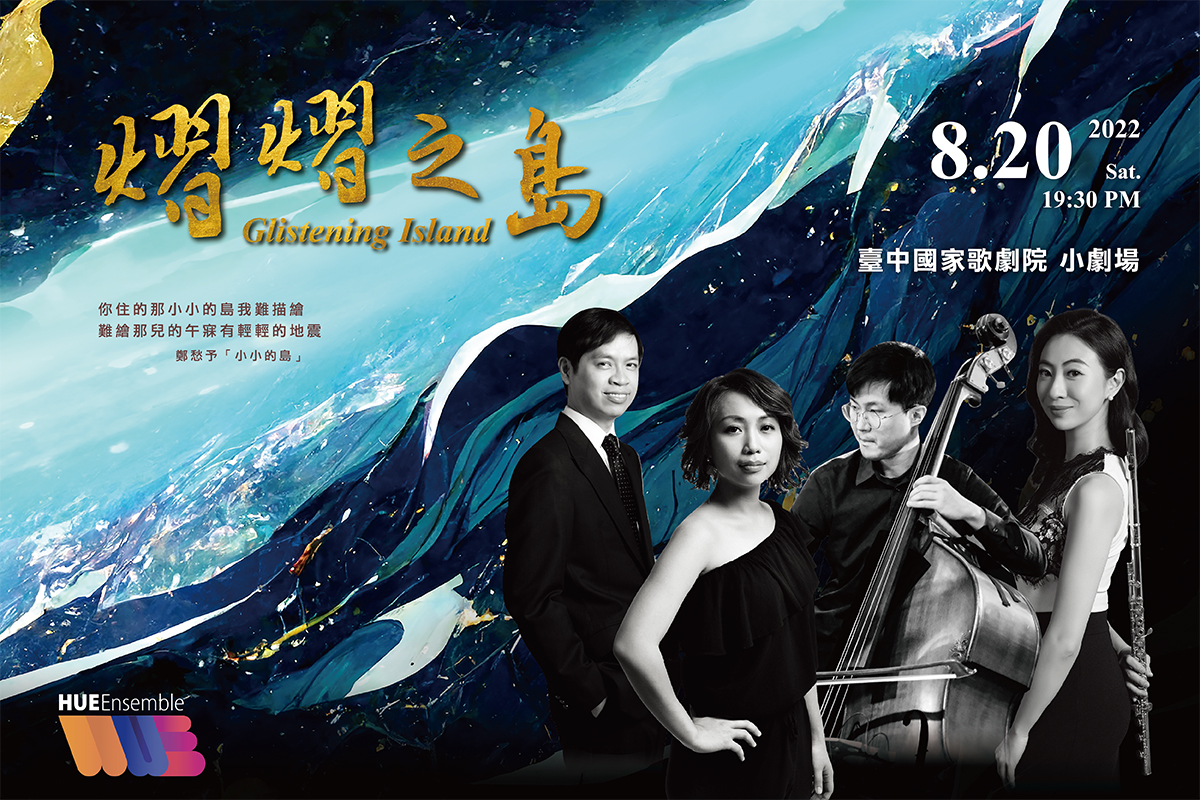 熠熠之島
Glistening Island
8.20
2022
Sat.
19:30 PM
臺中國家歌劇院 小劇場
你住的那小小的島我難描繪
難繪那兒的午寐有輕輕的地震
鄭愁予「小小的島」
HUEEnsemble
HUE